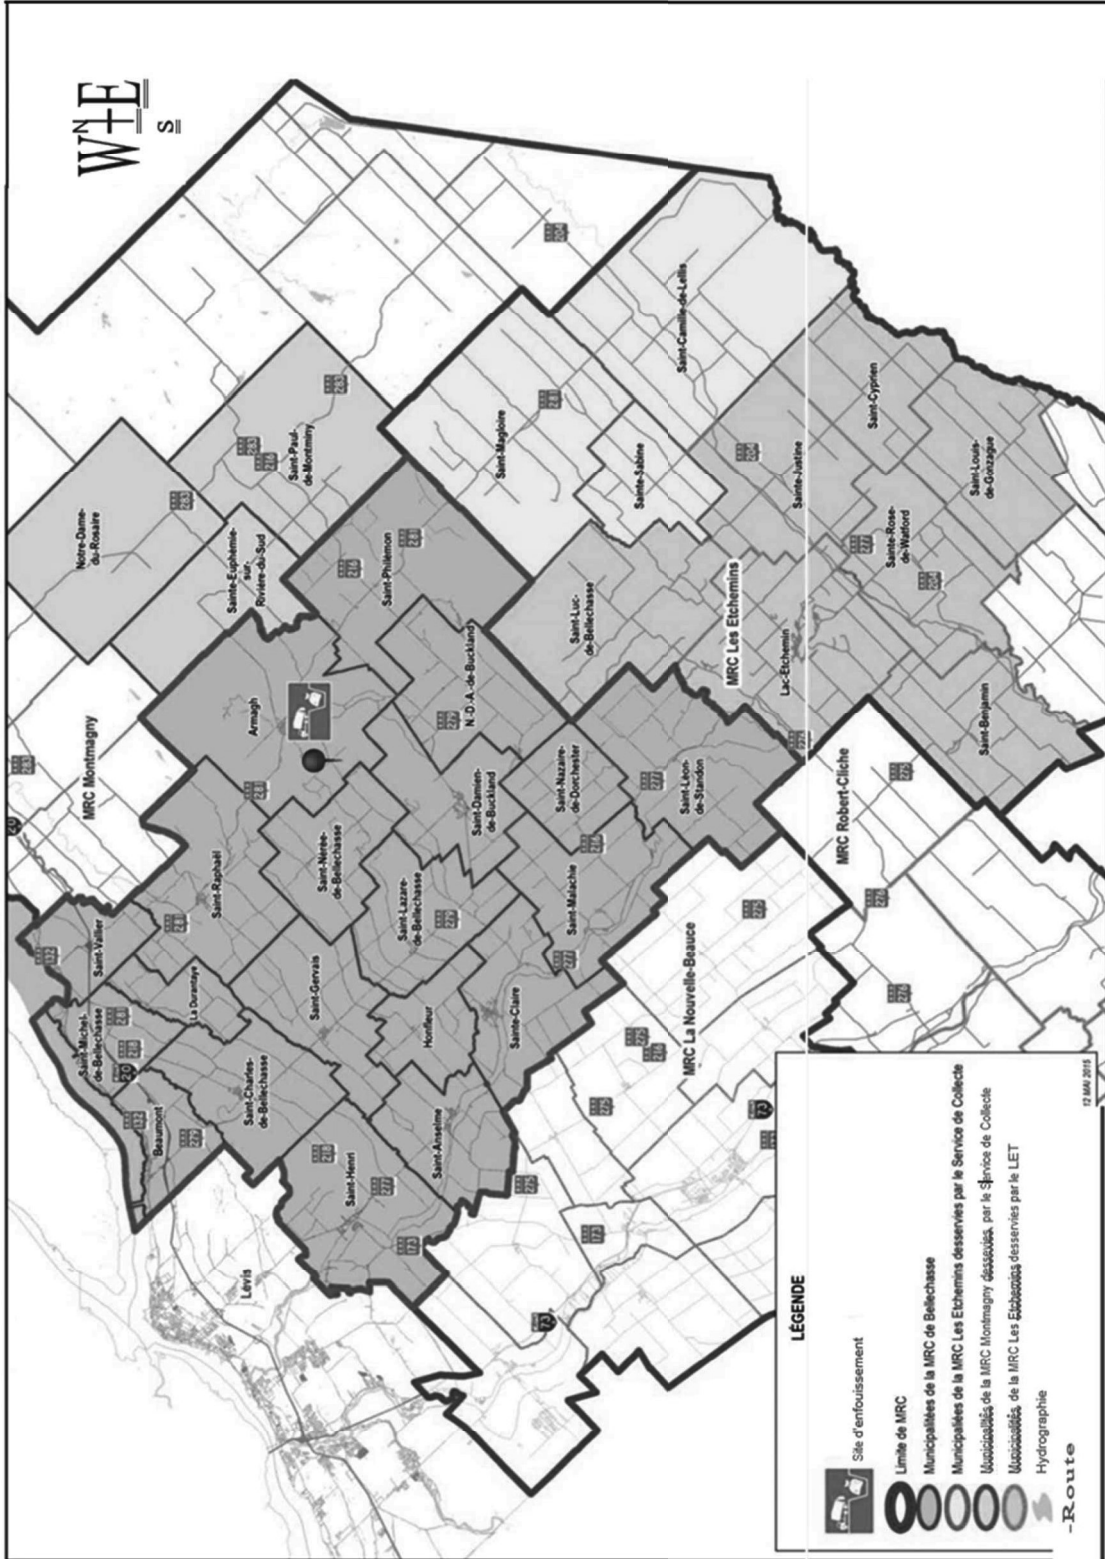 W N E
S
Notre-Dame-
du-Rosaire
MRC Montmagny
Sainte-Euphémie-
sur-
Rivière-du-Sud
Saint-Paul-
de-Montminy
Armagh
Saint-Philémon
Saint-Magloire
Saint-Camille-de-Lellis
Sainte-Sabine
Saint-Vallier
Saint-Raphaël
Saint-Michel-
de-Bellechasse
La Durantaye
Saint-Nérée-
de-Bellechasse
N.-D.-A.-de-Buckland
Saint-Luc-
de-Bellechasse
Sainte-Justine
Saint-Cyprien
Beaumont
Saint-Charles-
de-Bellechasse
Saint-Gervais
Saint-Lazare-
de-Bellechasse
Saint-Damien-
de-Buckland
Saint-Nazaire-
de-Dorchester
MRC Les Etchemins
Lac-Etchemin
Sainte-Rose-
de-Watford
Saint-Louis-
de-Gonzague
Honfleur
Saint-Malachie
Saint-Léon-
de-Standon
Saint-Benjamin
Lévis
Saint-Henri
Saint-Anselme
Sainte-Claire
MRC La Nouvelle-Beauce
MRC Robert-Cliche
LÉGENDE
Site d'enfouissement
Limite de MRC
Municipalitées de la MRC de Bellechasse
Municipaliées de la MRC Les Etchemins desservies par le Service de Collecte
Municipalités de la MRC Montmagny desservies par le Service de Collecte
Municipalités de la MRC Les Etchemins desservies par le LET
Hydrographie
-Route
12 MAI 2015